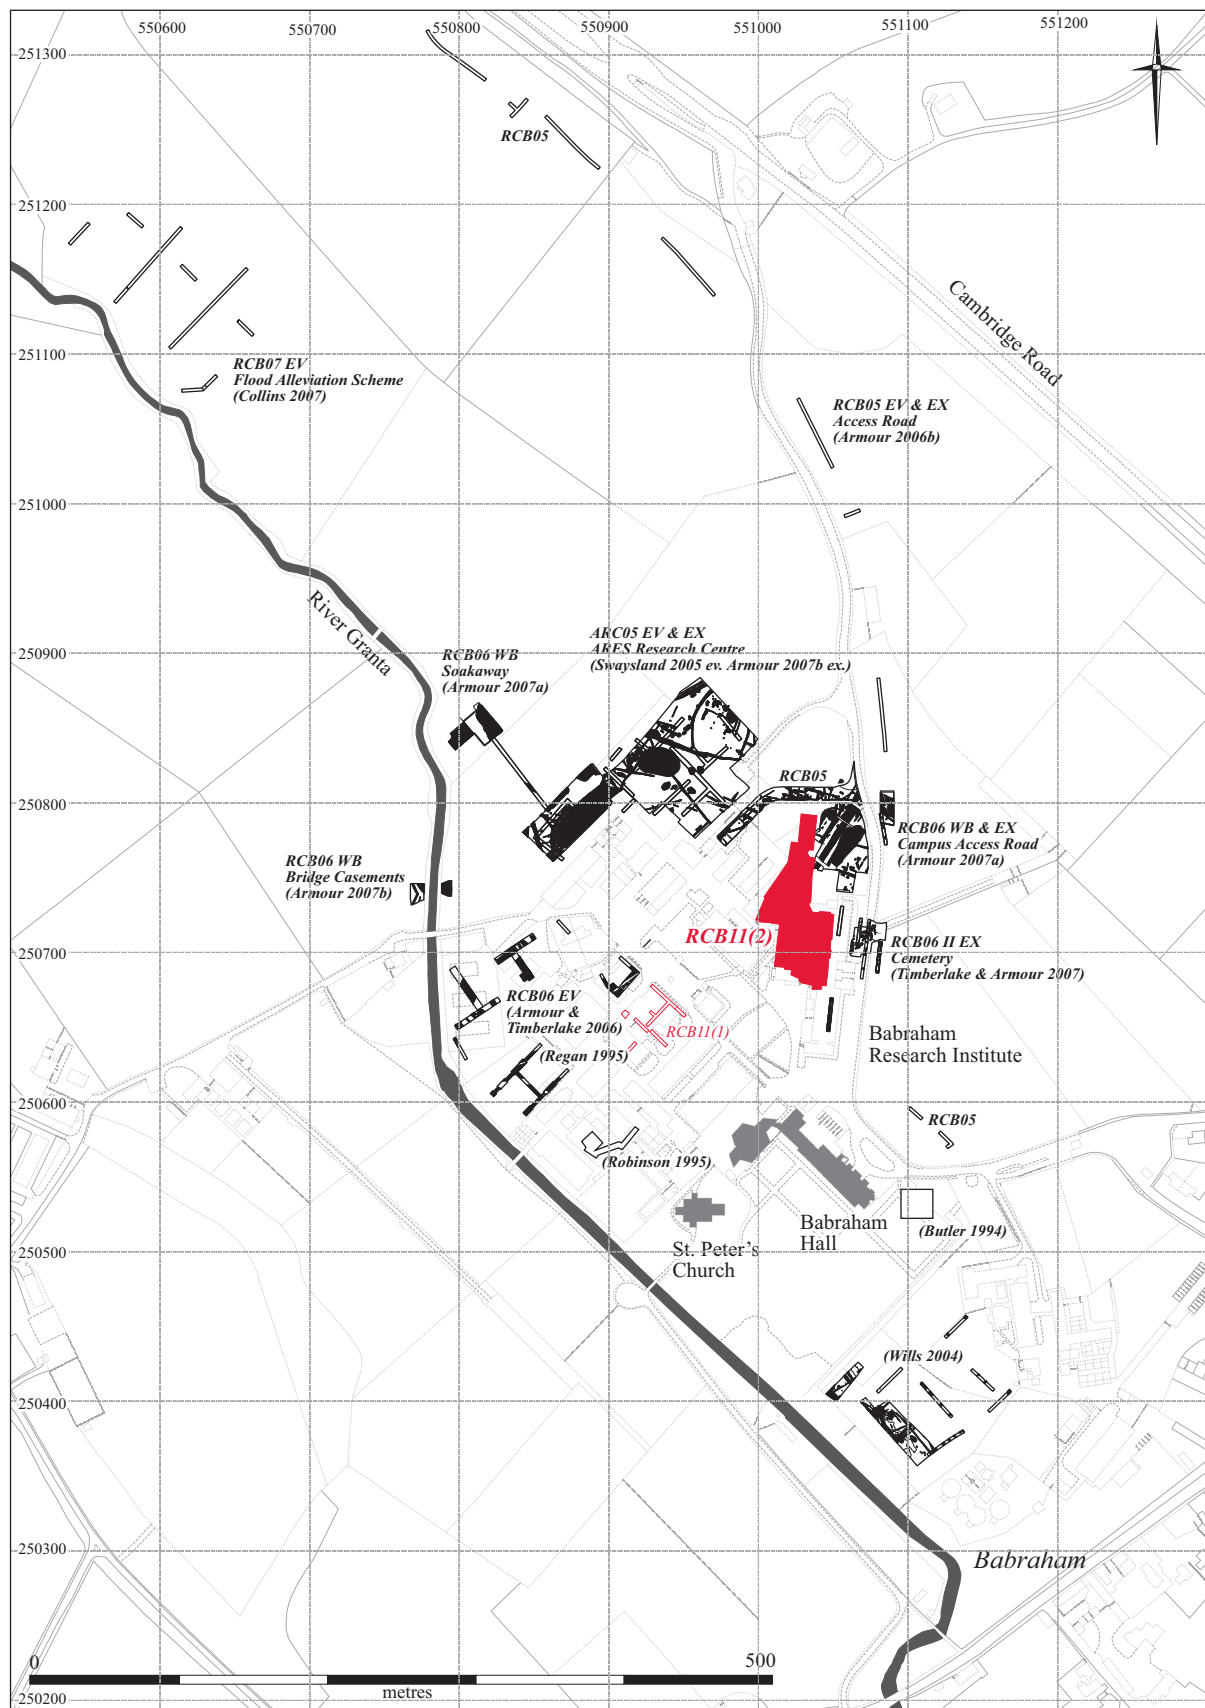 550600
550700
550800
550900
551000
551100
551200
251300
RCB05
251200
Cambridge Road
251100
RCB07 EV
Flood Alleviation Scheme
(Collins 2007)
RCB05 EV & EX
Access Road
(Armour 2006b)
251000
River Granta
250900
RCB06 WB
Soakaway
(Armour 2007a)
ARC05 EV & EX
ARES Research Centre
(Swaysland 2005 ev. Armour 2007b ex.)
RCB05
250800
RCB06 WB & EX
Campus Access Road
(Armour 2007a)
RCB06 WB
Bridge Casements
(Armour 2007b)
RCB11(2)
RCB06 II EX
Cemetery
(Timberlake & Armour 2007)
250700
RCB06 EV
(Armour &
Timberlake 2006)
RCB11(1)
(Regan 1995)
Babraham
Research Institute
250600
RCB05
(Robinson 1995)
Babraham
Hall
(Butler 1994)
250500
St. Peter's
Church
(Wills 2004)
250400
250300
Babraham
0
500
metres
250200